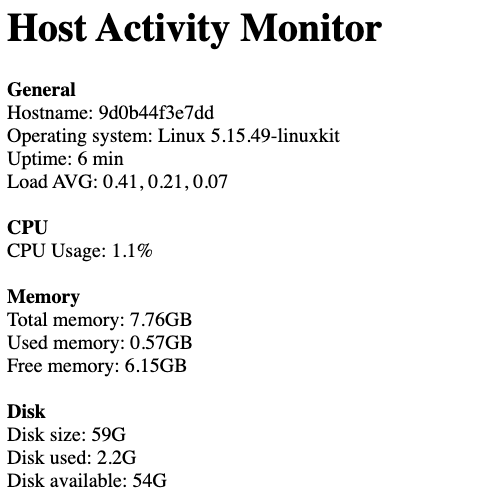 Host Activity Monitor
General
Hostname: 9d0b44f3e7dd
Operating system: Linux 5.15.49-linuxkit
Uptime: 6 min
Load AVG: 0.41, 0.21, 0.07
CPU
CPU Usage: 1.1%
Memory
Total memory: 7.76GB
Used memory: 0.57GB
Free memory: 6.15GB
Disk
Disk size: 59G
Disk used: 2.2G
Disk available: 54G